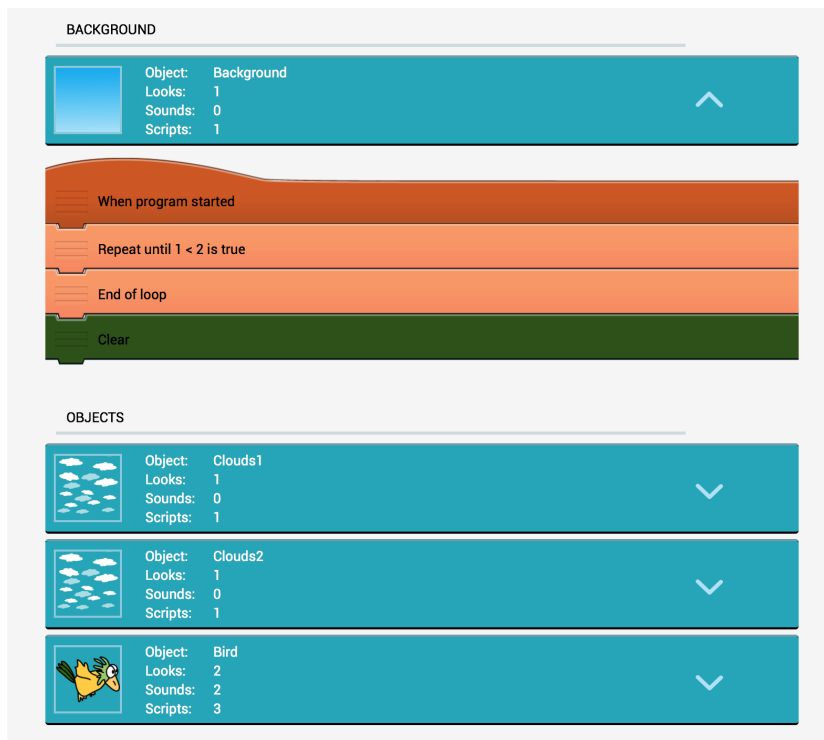 BACKGROUND
Object: Background
Looks: 1
Sounds: 0
Scripts: 1
When program started
Repeat until 1 < 2 is true
End of loop
Clear
OBJECTS
Object: Clouds1
Looks: 1
Sounds: 0
Scripts: 1
Object: Clouds2
Looks: 1
Sounds: 0
Scripts: 1
Object: Bird
Looks: 2
Sounds: 2
Scripts: 3